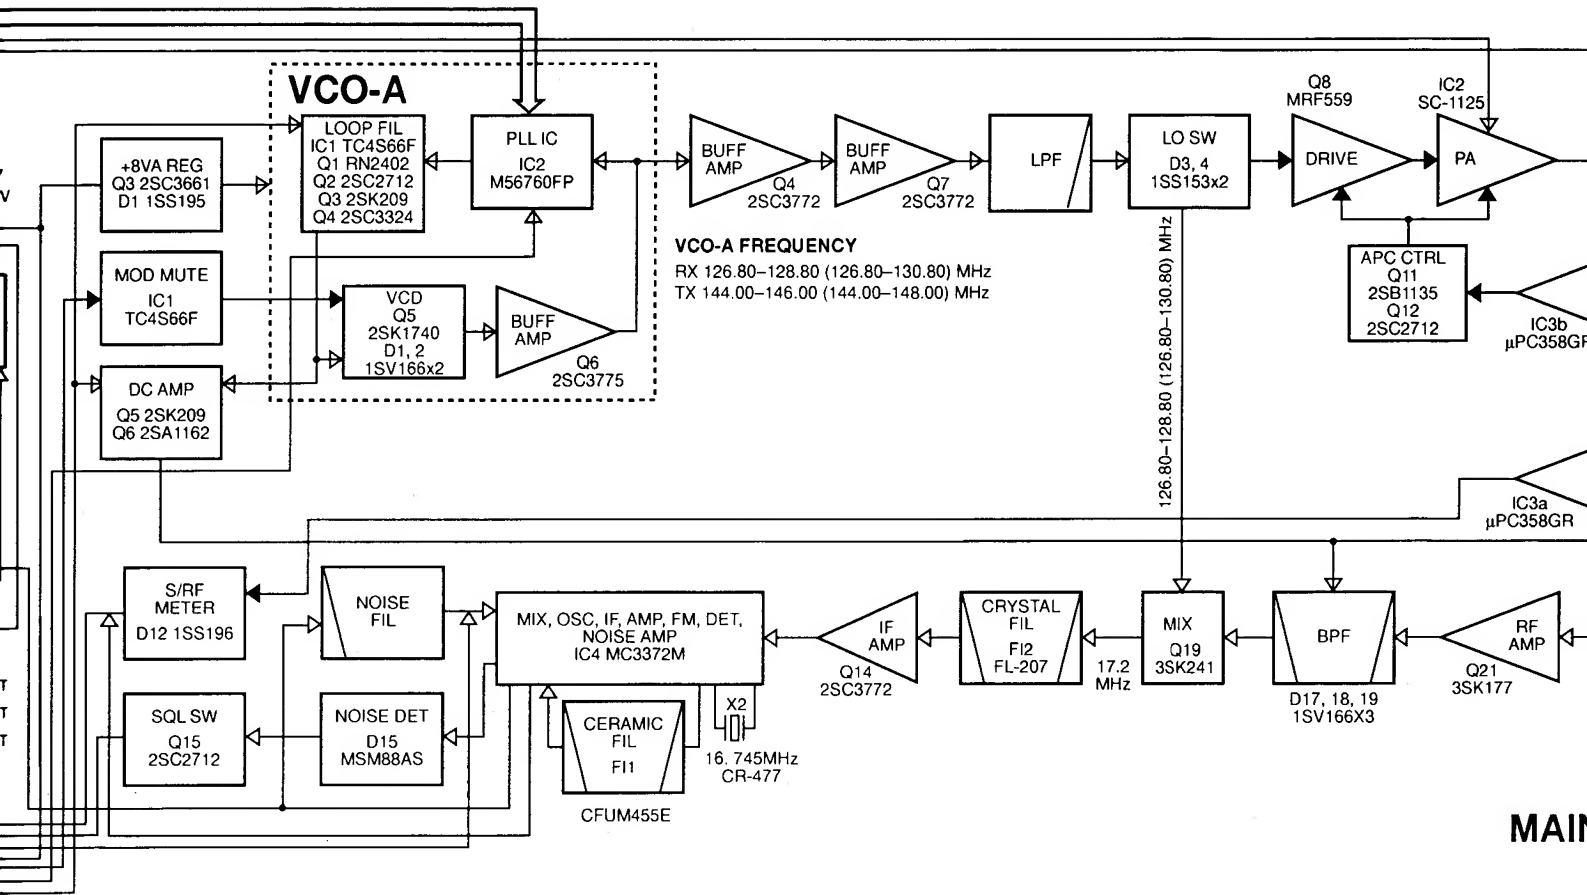 VCO-A
LOOP FIL
IC1 TC4S66F
Q1 RN2402
Q2 2SC2712
Q3 2SK209
Q4 2SC3324
PLL IC
IC2
M56760FP
+8VA REG
Q3 2SC3661
D1 1SS195
MOD MUTE
IC1
TC4S66F
DC AMP
Q5 2SK209
Q6 2SA1162
VCD
Q5
2SK1740
D1, 2
1SV166x2
BUFF
AMP
Q6
2SC3775
BUFF
AMP
Q4
2SC3772
BUFF
AMP
Q7
2SC3772
LPF
LO SW
D3, 4
1SS153x2
Q8
MRF559
DRIVE
IC2
SC-1125
PA
APC CTRL
Q11
2SB1135
Q12
2SC2712
IC3b
µPC358GF
VCO-A FREQUENCY
RX 126.80–128.80 (126.80–130.80) MHz
TX 144.00–146.00 (144.00–148.00) MHz
126.80–128.80 (126.80–130.80) MHz
IC3a
µPC358GR
S/RF
METER
D12 1SS196
NOISE
FIL
MIX, OSC, IF, AMP, FM, DET,
NOISE AMP
IC4 MC3372M
IF
AMP
Q14
2SC3772
CRYSTAL
FIL
FI2
FL-207
17.2
MHz
MIX
Q19
3SK241
BPF
D17, 18, 19
1SV166X3
RF
AMP
Q21
3SK177
SQL SW
Q15
2SC2712
NOISE DET
D15
MSM88AS
CERAMIC
FIL
FI1
CFUM455E
X2
16. 745MHz
CR-477
V
T
T
T
MAIN